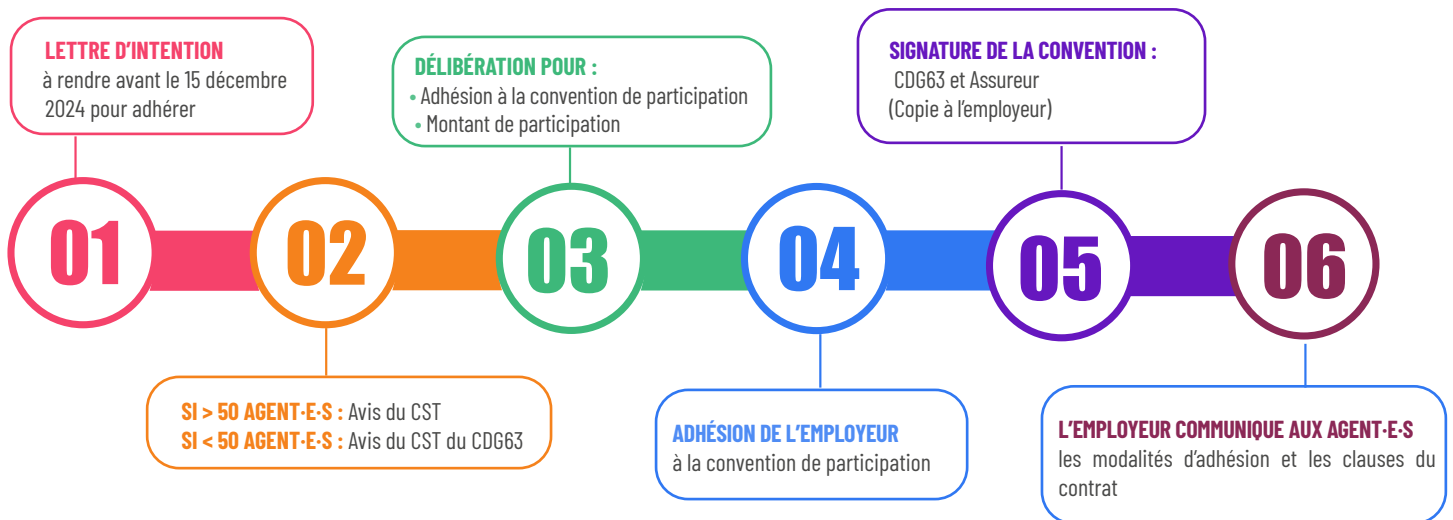 LETTRE D'INTENTION
à rendre avant le 15 décembre
2024 pour adhérer
DÉLIBÉRATION POUR :
• Adhésion à la convention de participation
• Montant de participation
SIGNATURE DE LA CONVENTION :
CDG63 et Assureur
(Copie à l'employeur)
01
02
03
04
05
06
SI > 50 AGENT·E·S : Avis du CST
SI < 50 AGENT·E·S : Avis du CST du CDG63
ADHÉSION DE L'EMPLOYEUR
à la convention de participation
L'EMPLOYEUR COMMUNIQUE AUX AGENT·E·S
les modalités d'adhésion et les clauses du
contrat